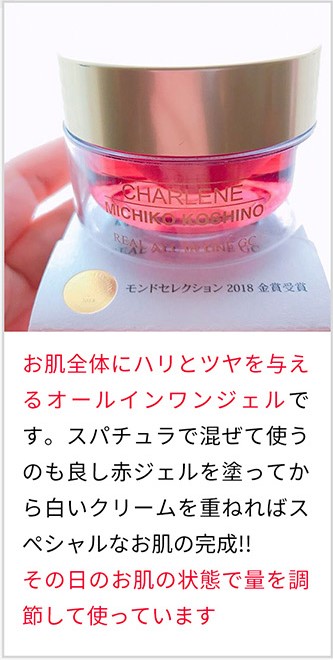 CHARLENE
MICHIKO KOSHINO
REAL ALL IN ONE GC
モンドセレクション 2018 金賞受賞
お肌全体にハリとツヤを与え
るオールインワンジェルで
す。スパチュラで混ぜて使う
のも良し赤ジェルを塗ってか
ら白いクリームを重ねればス
ペシャルなお肌の完成!!
その日のお肌の状態で量を調
節して使っています